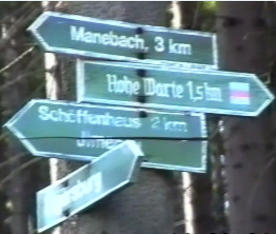 Manebach, 3 km
Hohe Warte 1,5 km
Schöffenhaus 2 km